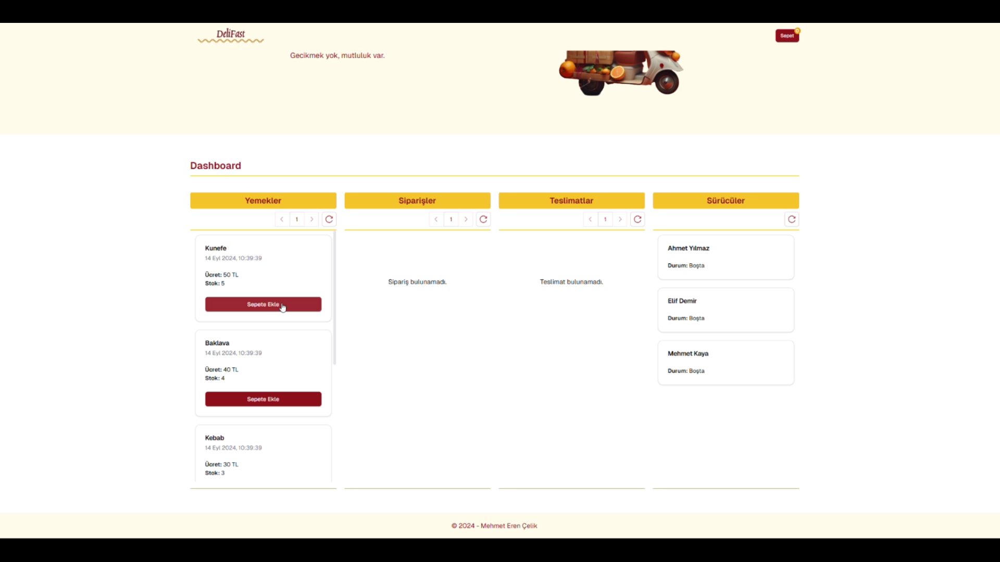 DeliFast
Sepet
0
Gecikmek yok, mutluluk var.
Dashboard
Yemekler
1
Kunefe
14 Eyl 2024, 10:39:39
Ücret: 50 TL
Stok: 5
Sepete Ekle
Baklava
14 Eyl 2024, 10:39:39
Ücret: 40 TL
Stok: 4
Sepete Ekle
Kebab
14 Eyl 2024, 10:39:39
Ücret: 30 TL
Stok: 3
Siparişler
1
Sipariş bulunamadı.
Teslimatlar
1
Teslimat bulunamadı.
Sürücüler
Ahmet Yılmaz
Durum: Boşta
Elif Demir
Durum: Boşta
Mehmet Kaya
Durum: Boşta
© 2024 - Mehmet Eren Çelik